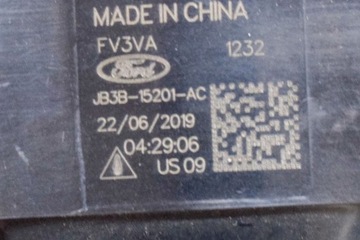 MADE IN CHINA
FV3VA 1232
Ford
JB3B-15201-AC
22/06/2019
04:29:06
US 09